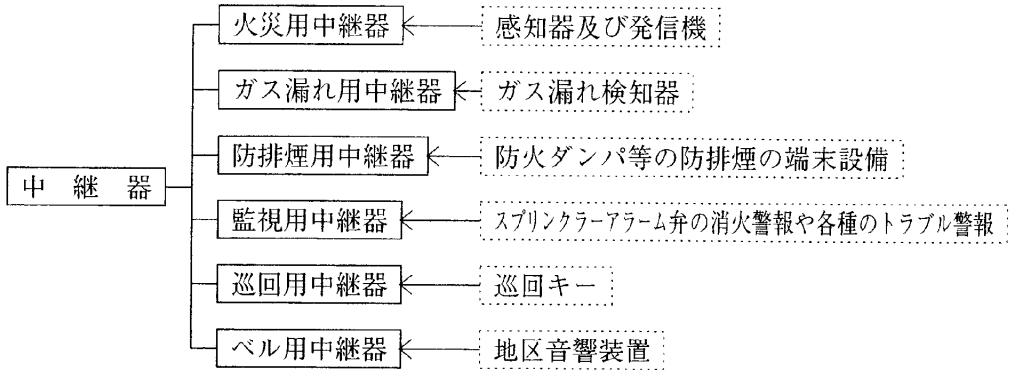 火災用中継器 感知器及び発信機
ガス漏れ用中継器 ガス漏れ検知器
防排煙用中継器 防火ダンパ等の防排煙の端末設備
中継器
監視用中継器 スプリンクラーアラーム弁の消火警報や各種のトラブル警報
巡回用中継器 巡回キー
ベル用中継器 地区音響装置